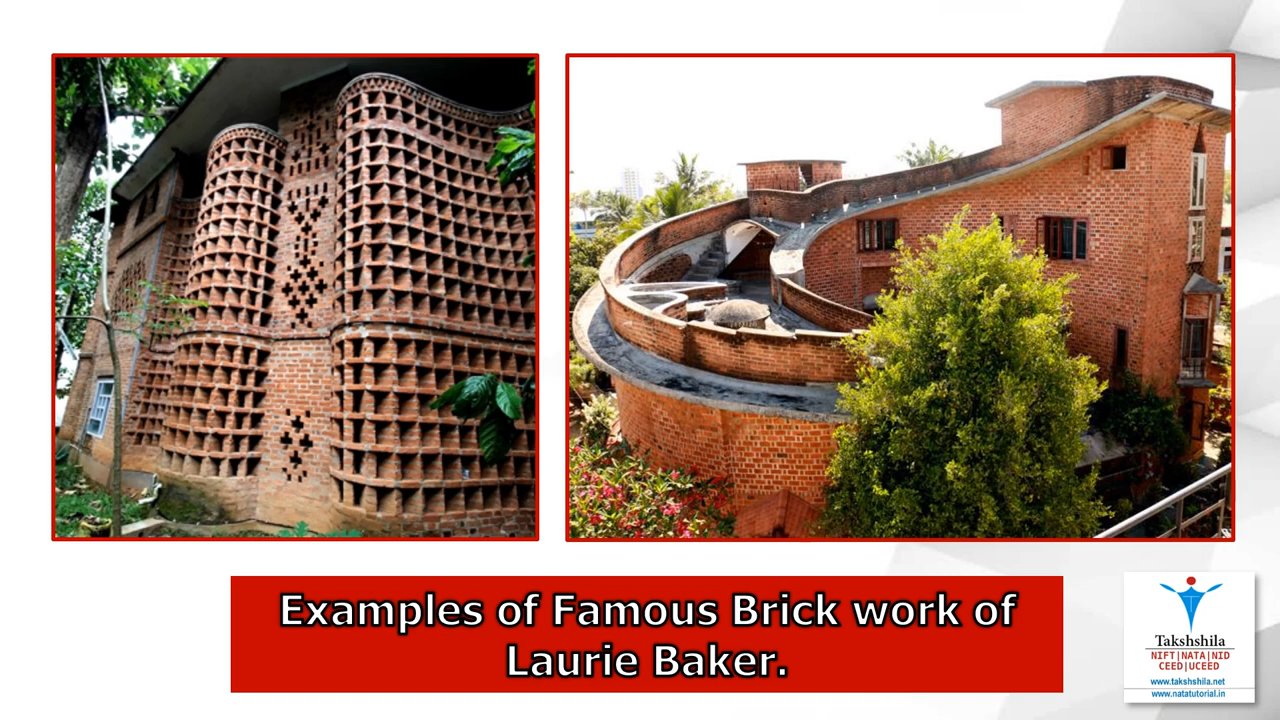 Examples of Famous Brick work of
Laurie Baker.
Takshshila
NIFT|NATA|NID
CEED|UCEED
www.takshshila.net
www.natatutorial.in